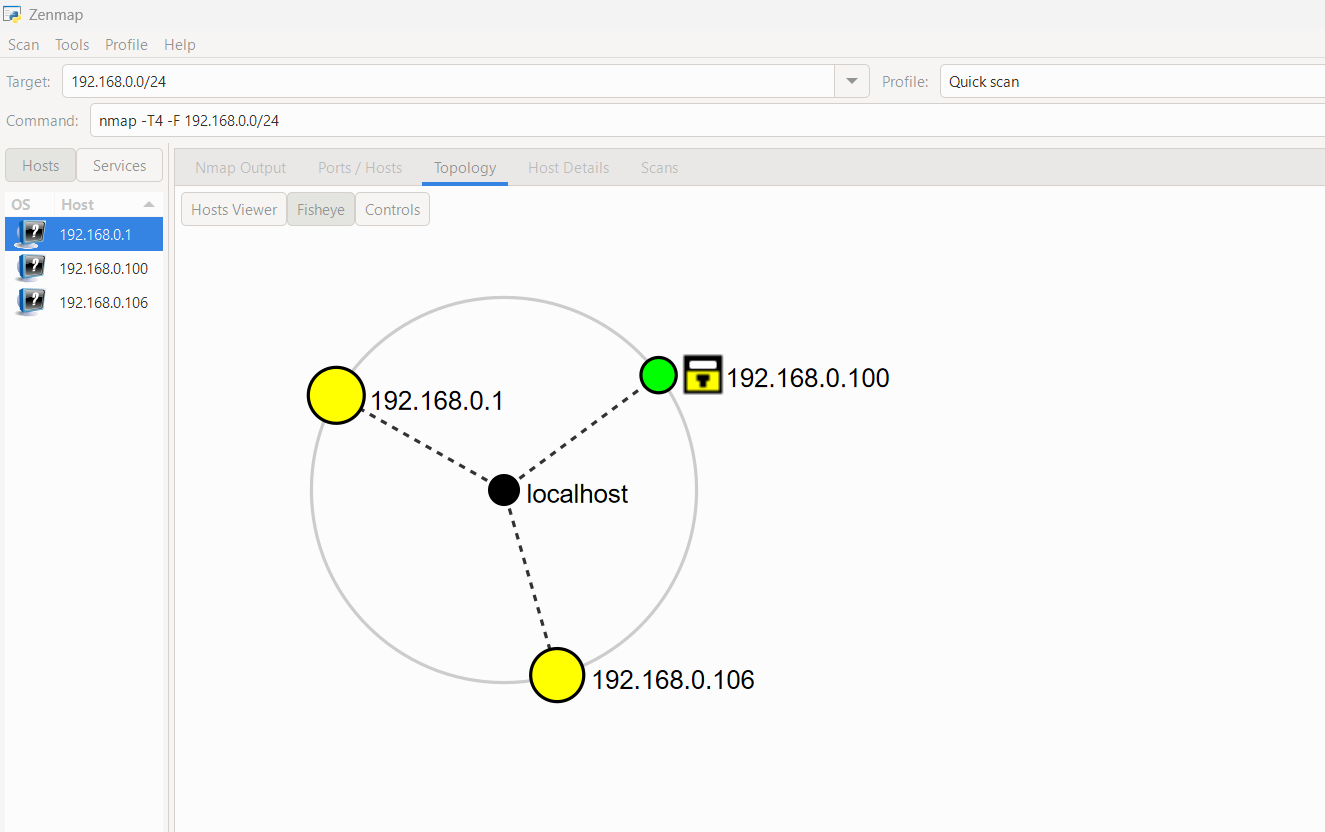 Zenmap
Scan Tools Profile Help
Target: 192.168.0.0/24 Profile: Quick scan
Command: nmap -T4 -F 192.168.0.0/24
Hosts Services Nmap Output Ports / Hosts Topology Host Details Scans
OS Host Hosts Viewer Fisheye Controls
192.168.0.1
192.168.0.100
192.168.0.106
192.168.0.100
192.168.0.1
localhost
192.168.0.106